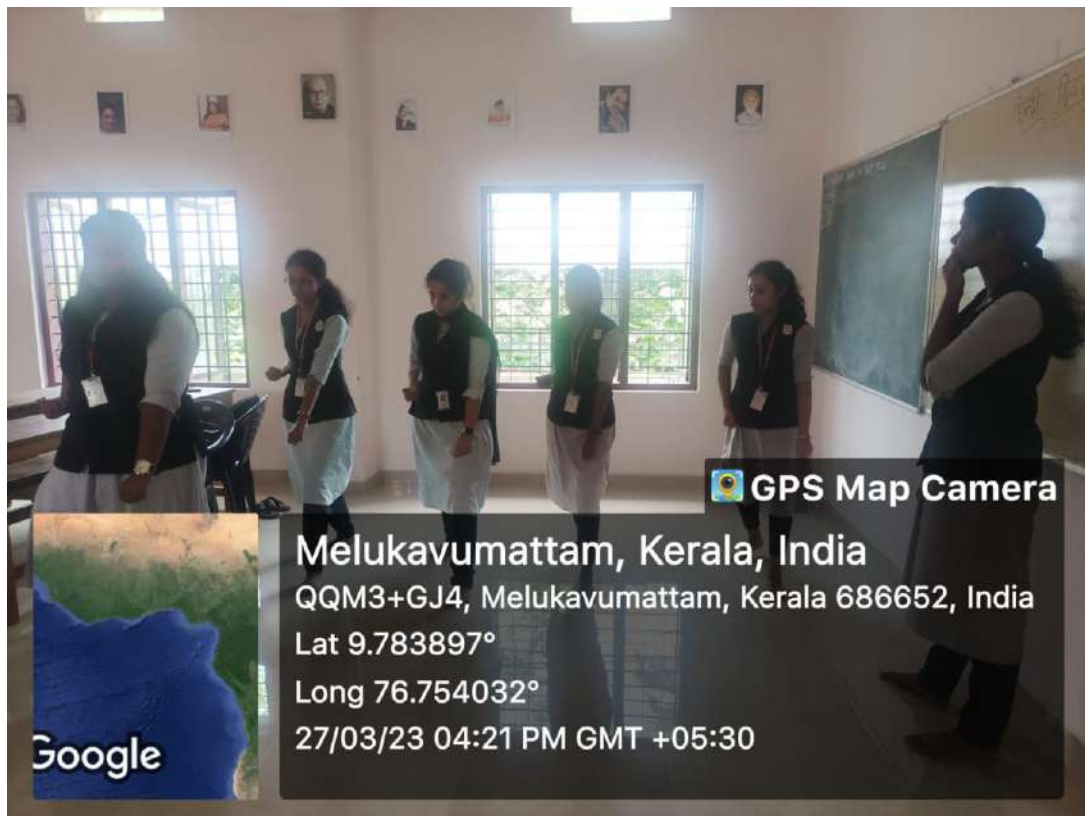 GPS Map Camera
Melukavumattam, Kerala, India
QQM3+GJ4, Melukavumattam, Kerala 686652, India
Lat 9.783897°
Long 76.754032°
27/03/23 04:21 PM GMT +05:30
Google